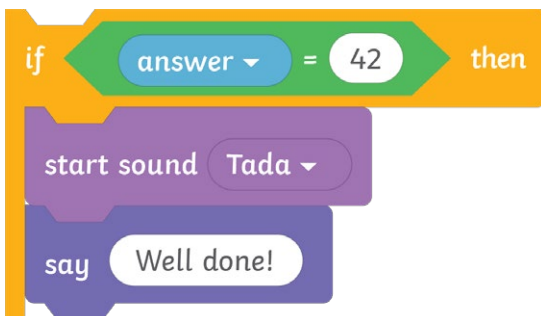 if answer = 42 then
start sound Tada
say Well done!